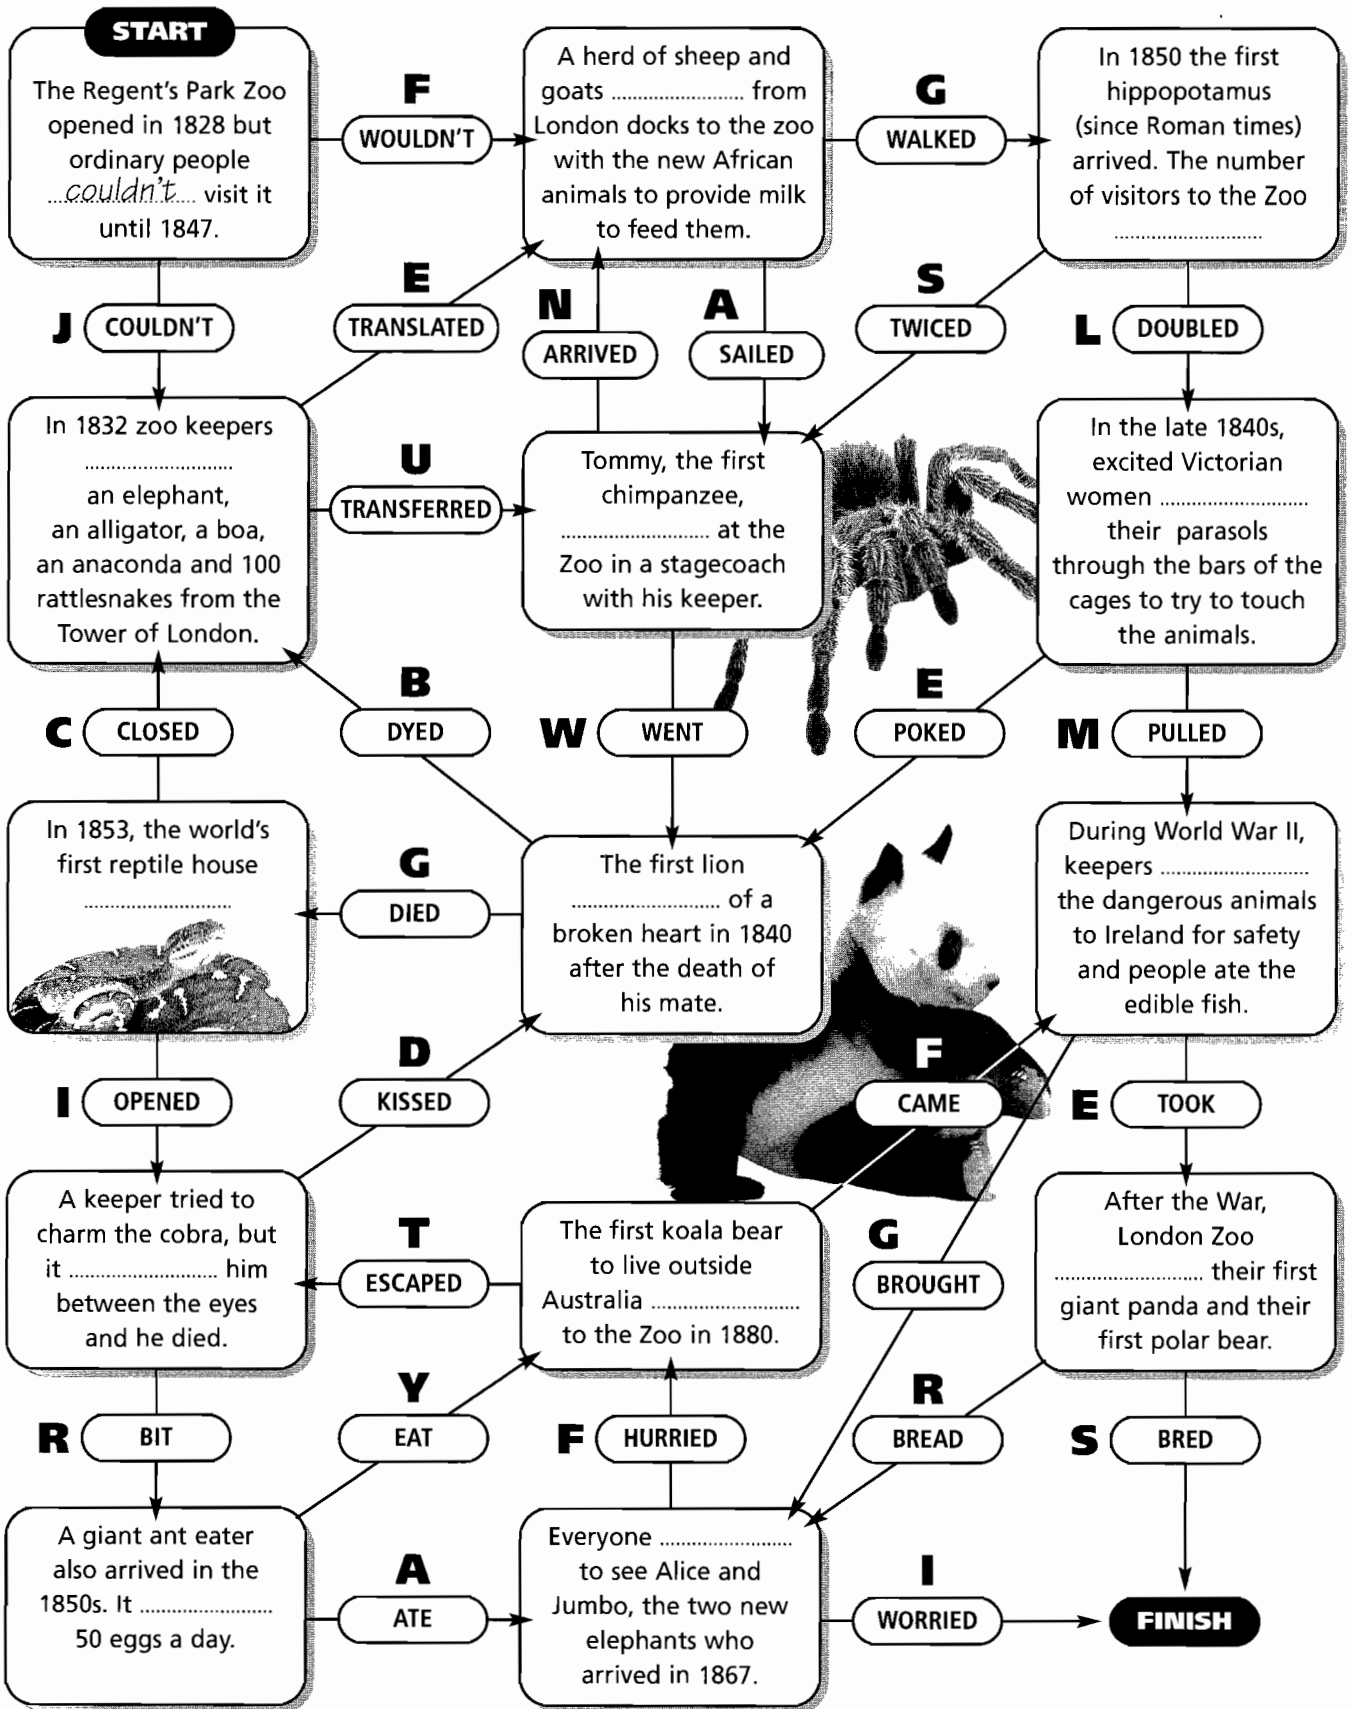 START
The Regent's Park Zoo
opened in 1828 but
ordinary people
couldn't visit it
until 1847.
F
WOULDN'T
A herd of sheep and
goats ........................ from
London docks to the zoo
with the new African
animals to provide milk
to feed them.
G
WALKED
In 1850 the first
hippopotamus
(since Roman times)
arrived. The number
of visitors to the Zoo
...........................
J COULDN'T
E
TRANSLATED
N
ARRIVED
A
SAILED
S
TWICED
L DOUBLED
In 1832 zoo keepers
...........................
an elephant,
an alligator, a boa,
an anaconda and 100
rattlesnakes from the
Tower of London.
U
TRANSFERRED
Tommy, the first
chimpanzee,
........................... at the
Zoo in a stagecoach
with his keeper.
In the late 1840s,
excited Victorian
women ...........................
their parasols
through the bars of the
cages to try to touch
the animals.
C CLOSED
B
DYED
W WENT
E
POKED
M PULLED
In 1853, the world's
first reptile house
...........................
G
DIED
The first lion
........................... of a
broken heart in 1840
after the death of
his mate.
During World War II,
keepers ...........................
the dangerous animals
to Ireland for safety
and people ate the
edible fish.
I OPENED
D
KISSED
F
CAME
E TOOK
A keeper tried to
charm the cobra, but
it ........................... him
between the eyes
and he died.
T
ESCAPED
The first koala bear
to live outside
Australia ...........................
to the Zoo in 1880.
G
BROUGHT
After the War,
London Zoo
........................... their first
giant panda and their
first polar bear.
R BIT
Y
EAT
F HURRIED
R
BREAD
S BRED
A giant ant eater
also arrived in the
1850s. It ........................
50 eggs a day.
A
ATE
Everyone ........................
to see Alice and
Jumbo, the two new
elephants who
arrived in 1867.
I
WORRIED
FINISH